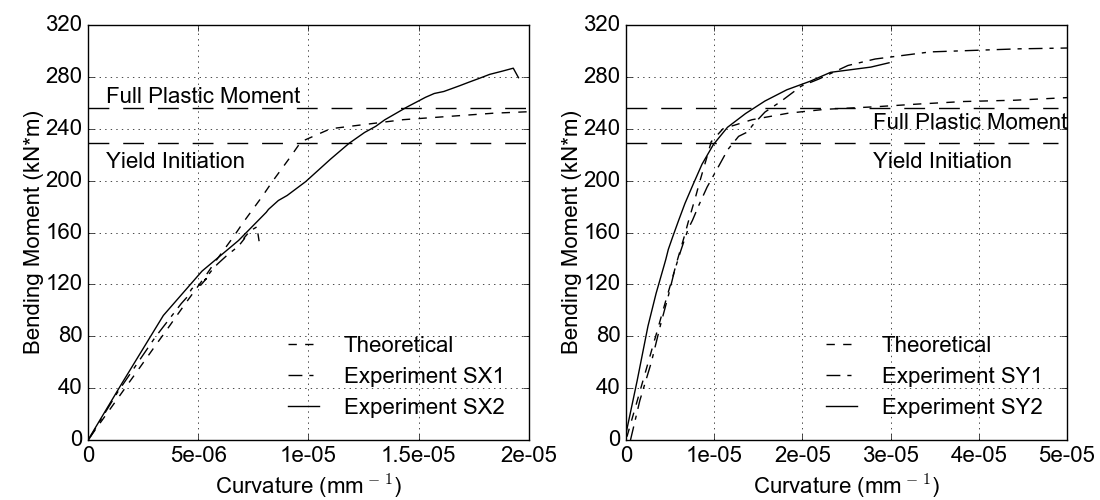 320
280
240
200
160
120
80
40
0
Bending Moment (kN*m)
Full Plastic Moment
Yield Initiation
Theoretical
Experiment SX1
Experiment SX2
0 5e-06 1e-05 1.5e-05 2e-05
Curvature (mm⁻¹)
320
280
240
200
160
120
80
40
0
Bending Moment (kN*m)
Full Plastic Moment
Yield Initiation
Theoretical
Experiment SY1
Experiment SY2
0 1e-05 2e-05 3e-05 4e-05 5e-05
Curvature (mm⁻¹)